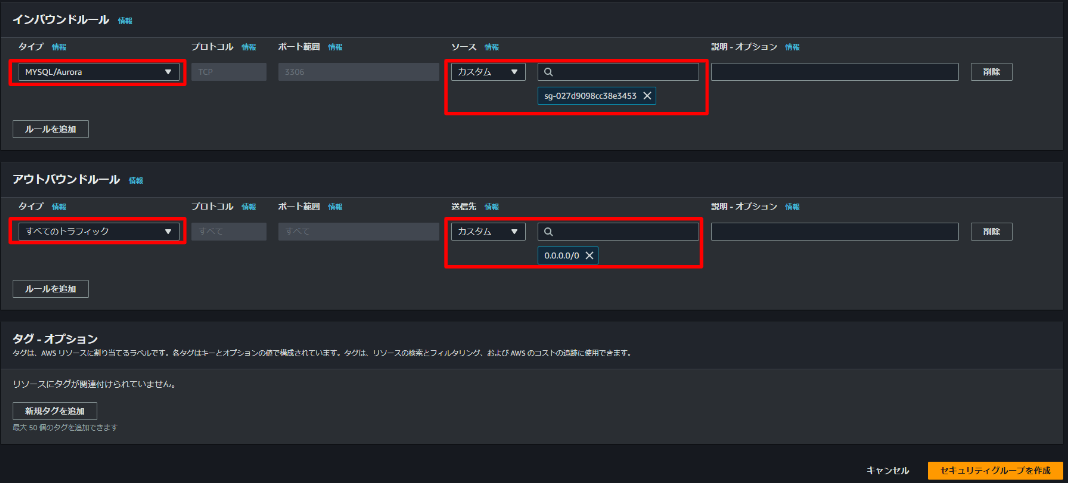 インバウンドルール 情報
タイプ 情報 プロトコル 情報 ポート範囲 情報 ソース 情報 説明 - オプション 情報
MYSQL/Aurora TCP 3306 カスタム 削除
sg-027d9098cc38e3453
ルールを追加
アウトバウンドルール 情報
タイプ 情報 プロトコル 情報 ポート範囲 情報 送信先 情報 説明 - オプション 情報
すべてのトラフィック すべて すべて カスタム 削除
0.0.0.0/0
ルールを追加
タグ - オプション
タグは、AWS リソースに割り当てるラベルです。各タグはキーとオプションの値で構成されています。タグは、リソースの検索とフィルタリング、および AWS のコストの追跡に使用できます。
リソースにタグが関連付けられていません。
新規タグを追加
最大 50 個のタグを追加できます
キャンセル セキュリティグループを作成